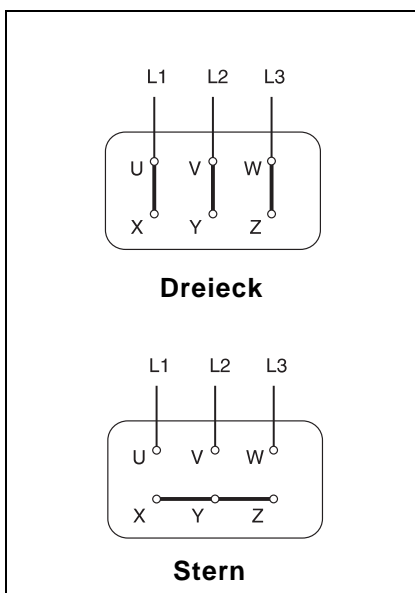 L1 L2 L3
U V W
X Y Z
Dreieck
L1 L2 L3
U V W
X Y Z
Stern